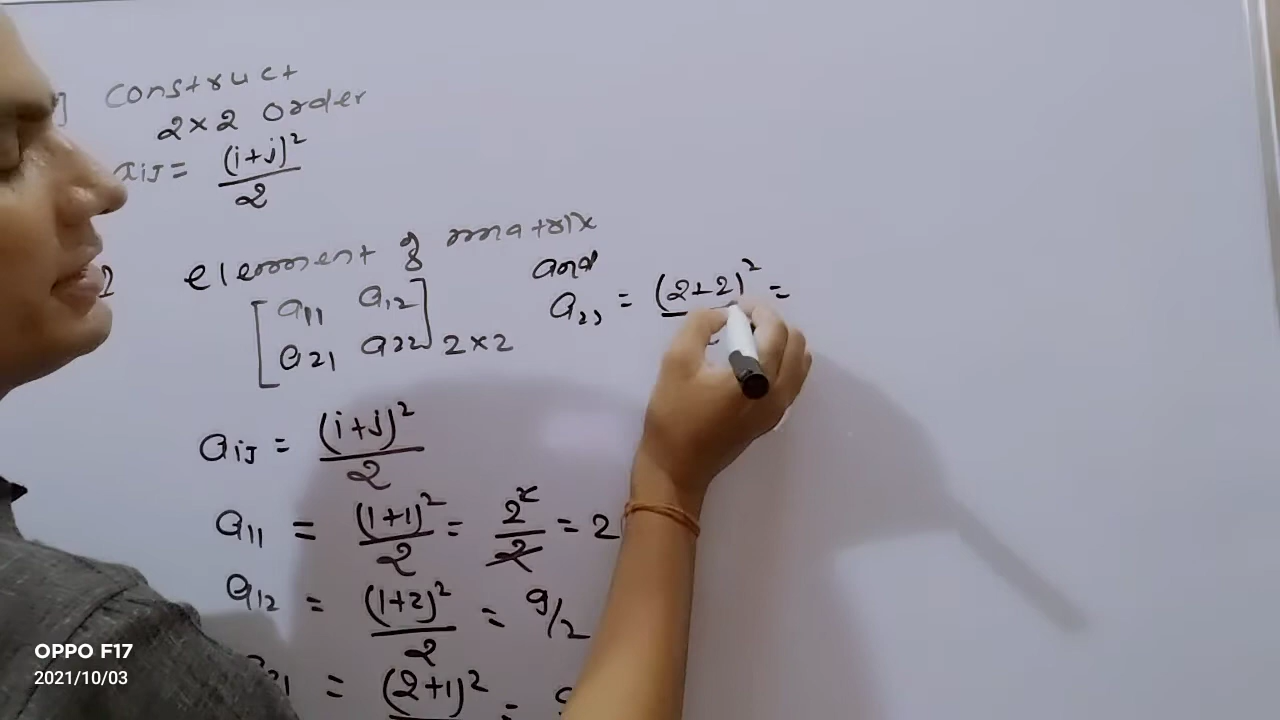 Construct
2×2 Order
xij = (i+j)²/2
element of matrix
[a11 a12
a21 a22] 2×2
and
a22 = (2+2)²/2 =
aij = (i+j)²/2
a11 = (1+1)²/2 = 2²/2 = 2
a12 = (1+2)²/2 = 9/2
21 = (2+1)² =
OPPO F17
2021/10/03